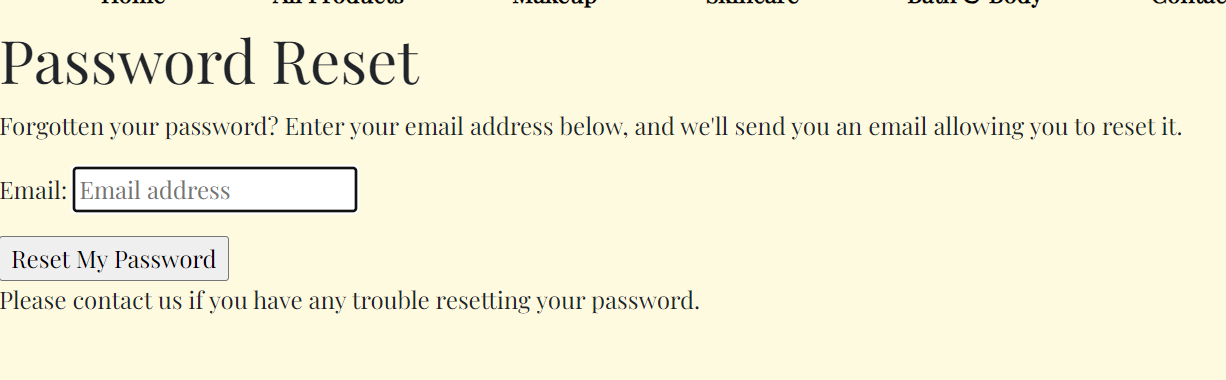 Home All Products Makeup Skincare Bath & Body
Password Reset
Forgotten your password? Enter your email address below, and we'll send you an email allowing you to reset it.
Email: Email address
Reset My Password
Please contact us if you have any trouble resetting your password.